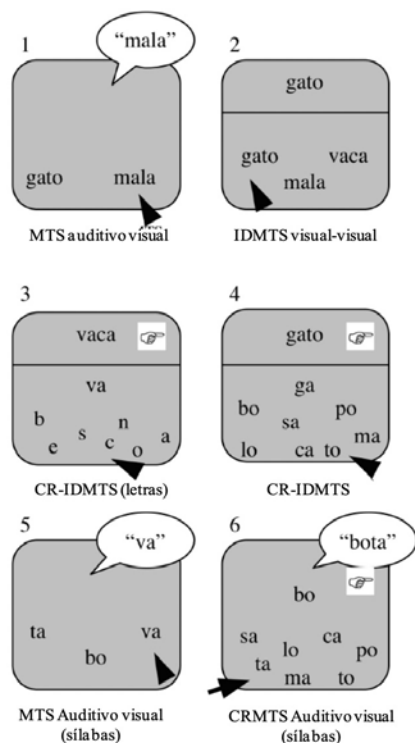 1
“mala”
gato mala
MTS auditivo visual
2
gato
gato vaca
mala
IDMTS visual-visual
3
vaca
va
b n
s c a
e o
CR-IDMTS (letras)
4
gato
ga
bo po
sa ma
lo ca to
CR-IDMTS
5
“va”
ta va
bo
MTS Auditivo visual
(sílabas)
6
“bota”
bo
sa ca
lo po
ta
ma to
CRMTS Auditivo visual
(sílabas)